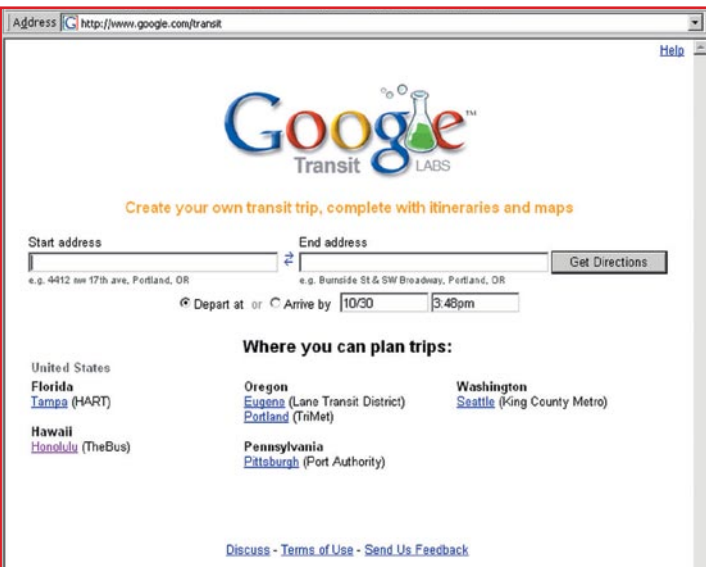 Address http://www.google.com/transit
Help
Google™
Transit LABS
Create your own transit trip, complete with itineraries and maps
Start address End address
Get Directions
e.g. 4412 nw 17th ave, Portland, OR e.g. Burnside St & SW Broadway, Portland, OR
Depart at or Arrive by 10/30 3:48pm
Where you can plan trips:
United States
Florida
Tampa (HART)
Hawaii
Honolulu (TheBus)
Oregon
Eugene (Lane Transit District)
Portland (TriMet)
Pennsylvania
Pittsburgh (Port Authority)
Washington
Seattle (King County Metro)
Discuss - Terms of Use - Send Us Feedback